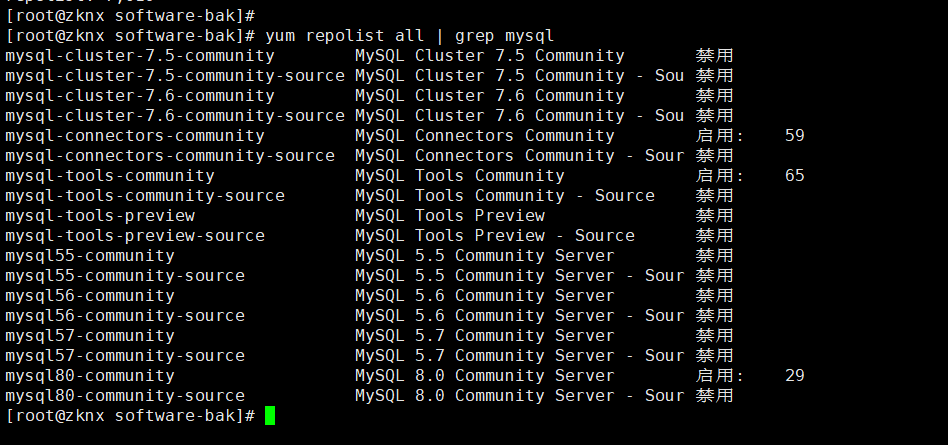 [root@zknx software-bak]#
[root@zknx software-bak]# yum repolist all | grep mysql
mysql-cluster-7.5-community        MySQL Cluster 7.5 Community       禁用
mysql-cluster-7.5-community-source MySQL Cluster 7.5 Community - Sou 禁用
mysql-cluster-7.6-community        MySQL Cluster 7.6 Community       禁用
mysql-cluster-7.6-community-source MySQL Cluster 7.6 Community - Sou 禁用
mysql-connectors-community         MySQL Connectors Community        启用:    59
mysql-connectors-community-source  MySQL Connectors Community - Sour 禁用
mysql-tools-community              MySQL Tools Community             启用:    65
mysql-tools-community-source       MySQL Tools Community - Source    禁用
mysql-tools-preview                MySQL Tools Preview               禁用
mysql-tools-preview-source         MySQL Tools Preview - Source      禁用
mysql55-community                  MySQL 5.5 Community Server        禁用
mysql55-community-source           MySQL 5.5 Community Server - Sour 禁用
mysql56-community                  MySQL 5.6 Community Server        禁用
mysql56-community-source           MySQL 5.6 Community Server - Sour 禁用
mysql57-community                  MySQL 5.7 Community Server        禁用
mysql57-community-source           MySQL 5.7 Community Server - Sour 禁用
mysql80-community                  MySQL 8.0 Community Server        启用:    29
mysql80-community-source           MySQL 8.0 Community Server - Sour 禁用
[root@zknx software-bak]#